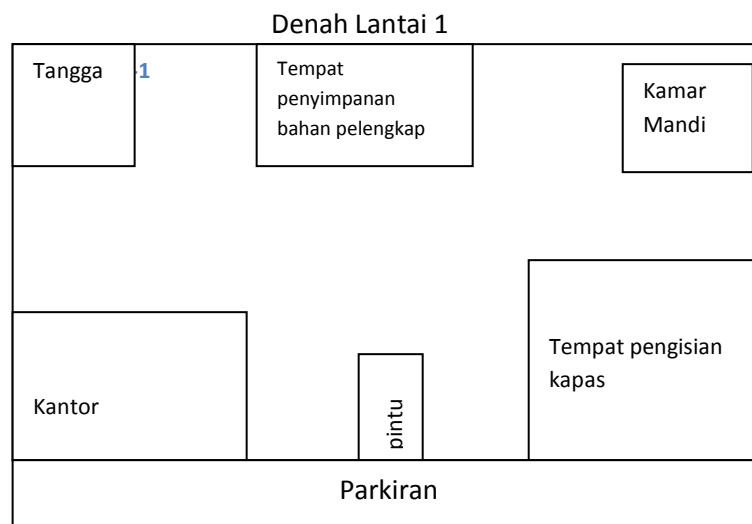 Denah Lantai 1
Tangga
-1
Tempat
penyimpanan
bahan pelengkap
Kamar
Mandi
Kantor
pintu
Tempat pengisian
kapas
Parkiran